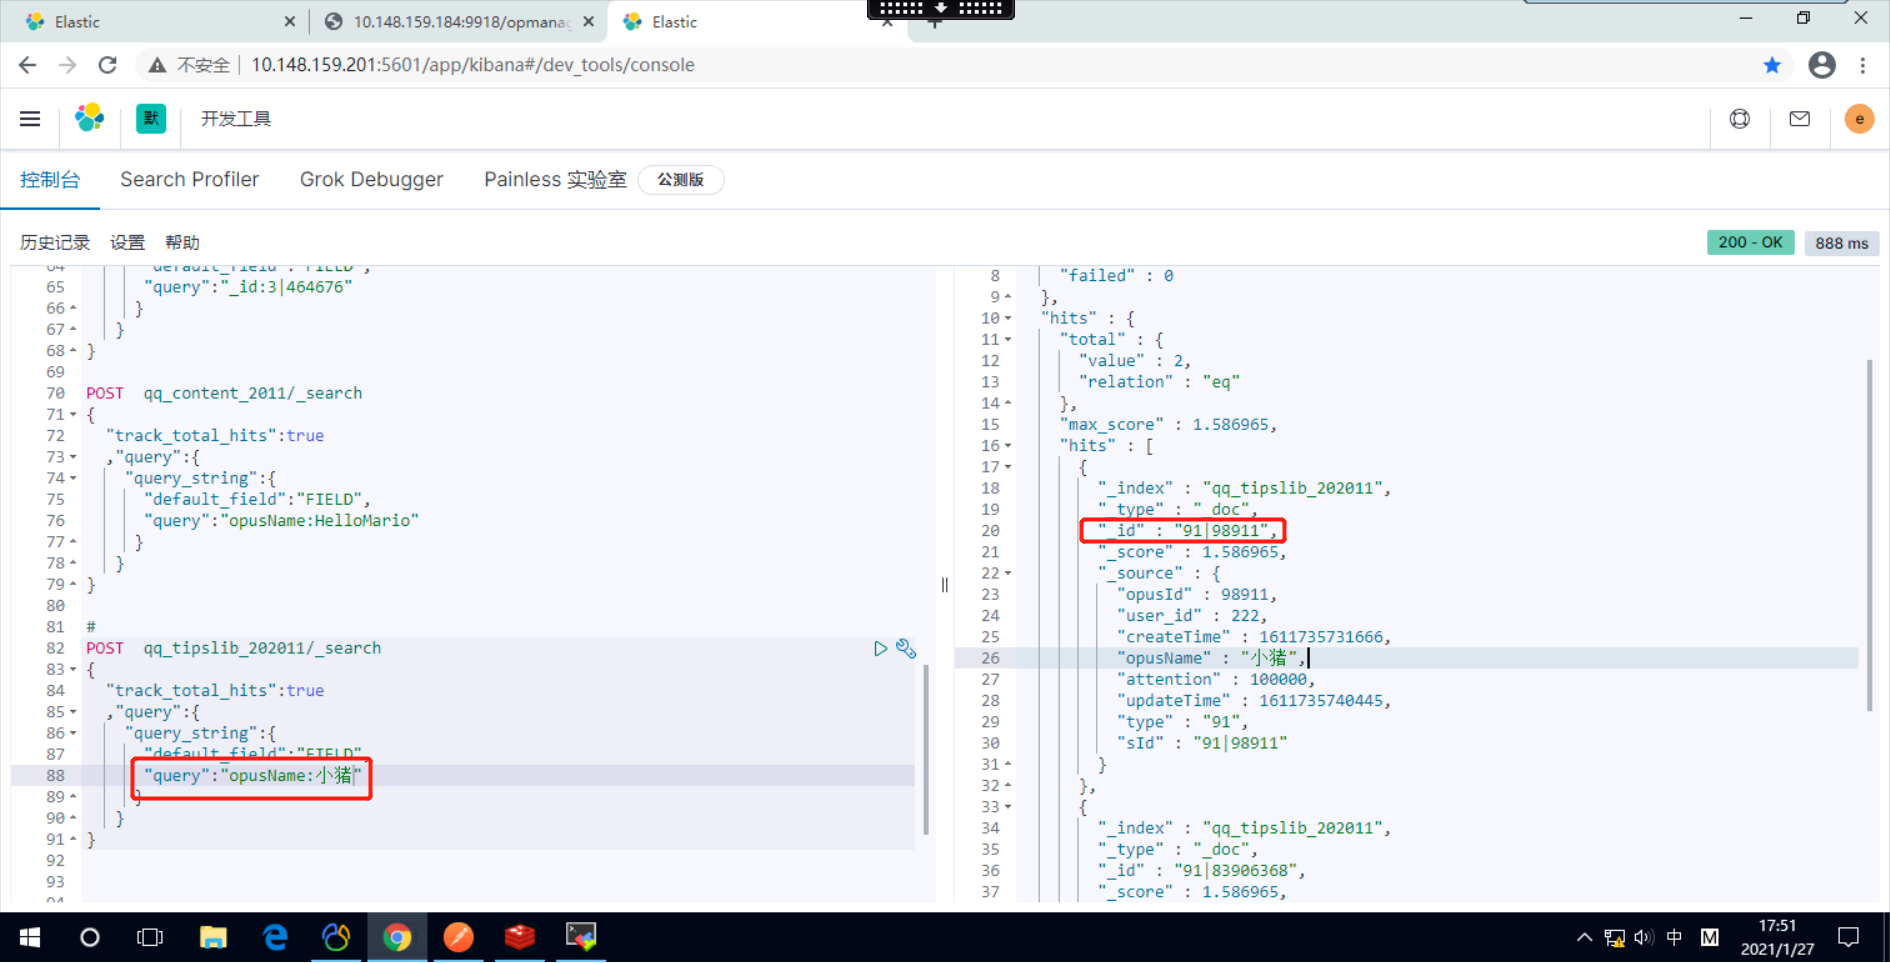 Elastic
10.148.159.184:9918/opmanag
Elastic
不安全
10.148.159.201:5601/app/kibana#/dev_tools/console
默
开发工具
e
控制台
Search Profiler
Grok Debugger
Painless 实验室
公测版
历史记录
设置
帮助
200 - OK
888 ms
64 "default_field":"FIELD",
65 "query":"_id:3|464676"
66 }
67 }
68 }
69
70 POST qq_content_2011/_search
71 {
72 "track_total_hits":true
73 ,"query":{
74 "query_string":{
75 "default_field":"FIELD",
76 "query":"opusName:HelloMario"
77 }
78 }
79 }
80
81 #
82 POST qq_tipslib_202011/_search
83 {
84 "track_total_hits":true
85 ,"query":{
86 "query_string":{
87 "default_field":"FIELD",
88 "query":"opusName:小猪"
89 }
90 }
91 }
92
93
94
8 "failed" : 0
9 },
10 "hits" : {
11 "total" : {
12 "value" : 2,
13 "relation" : "eq"
14 },
15 "max_score" : 1.586965,
16 "hits" : [
17 {
18 "_index" : "qq_tipslib_202011",
19 "_type" : "_doc",
20 "_id" : "91|98911",
21 "_score" : 1.586965,
22 "_source" : {
23 "opusId" : 98911,
24 "user_id" : 222,
25 "createTime" : 1611735731666,
26 "opusName" : "小猪",
27 "attention" : 100000,
28 "updateTime" : 1611735740445,
29 "type" : "91",
30 "sId" : "91|98911"
31 }
32 },
33 {
34 "_index" : "qq_tipslib_202011",
35 "_type" : "_doc",
36 "_id" : "91|83906368",
37 "_score" : 1.586965,
中
M
17:51
2021/1/27